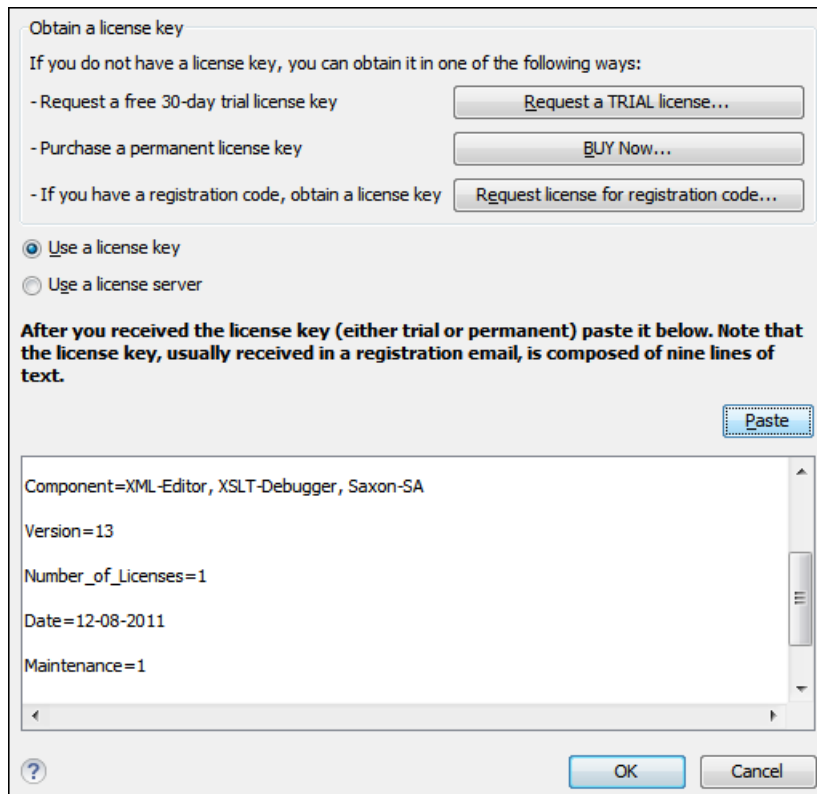 Obtain a license key
If you do not have a license key, you can obtain it in one of the following ways:
- Request a free 30-day trial license key
Request a TRIAL license...
- Purchase a permanent license key
BUY Now...
- If you have a registration code, obtain a license key
Request license for registration code...
Use a license key
Use a license server
After you received the license key (either trial or permanent) paste it below. Note that
the license key, usually received in a registration email, is composed of nine lines of
text.
Paste
Component=XML-Editor, XSLT-Debugger, Saxon-SA
Version=13
Number_of_Licenses=1
Date=12-08-2011
Maintenance=1
?
OK
Cancel